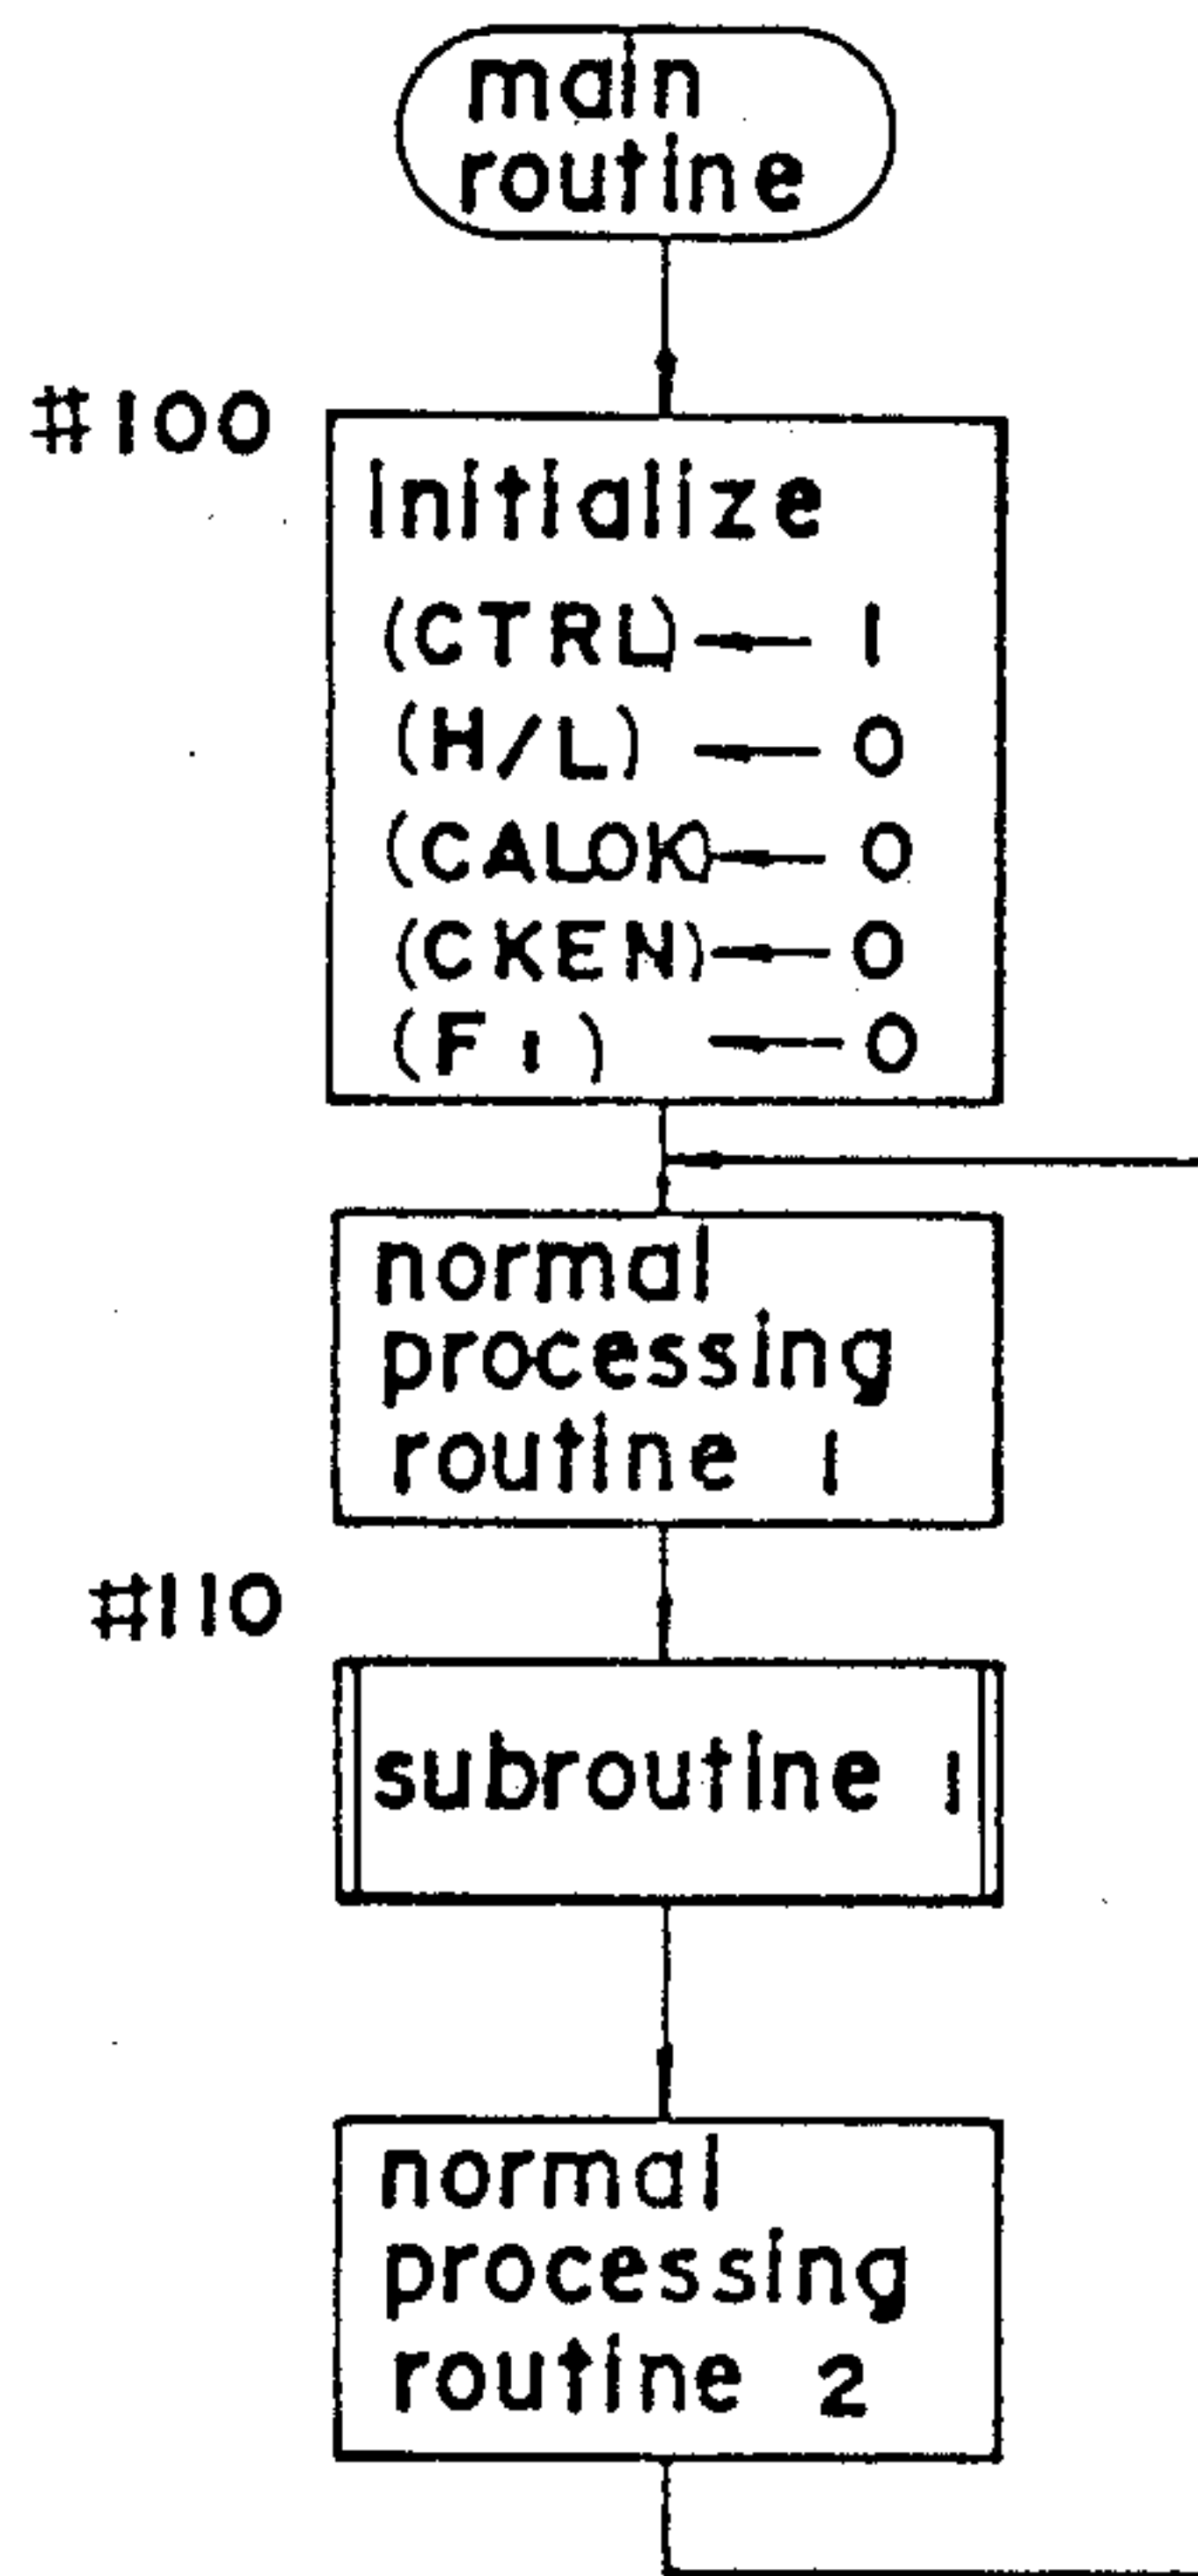 main
routine
#100
initialize
(CTRL) ← 1
(H/L) ← 0
(CALOK) ← 0
(CKEN) ← 0
(F1) ← 0
normal
processing
routine 1
#110
subroutine 1
normal
processing
routine 2